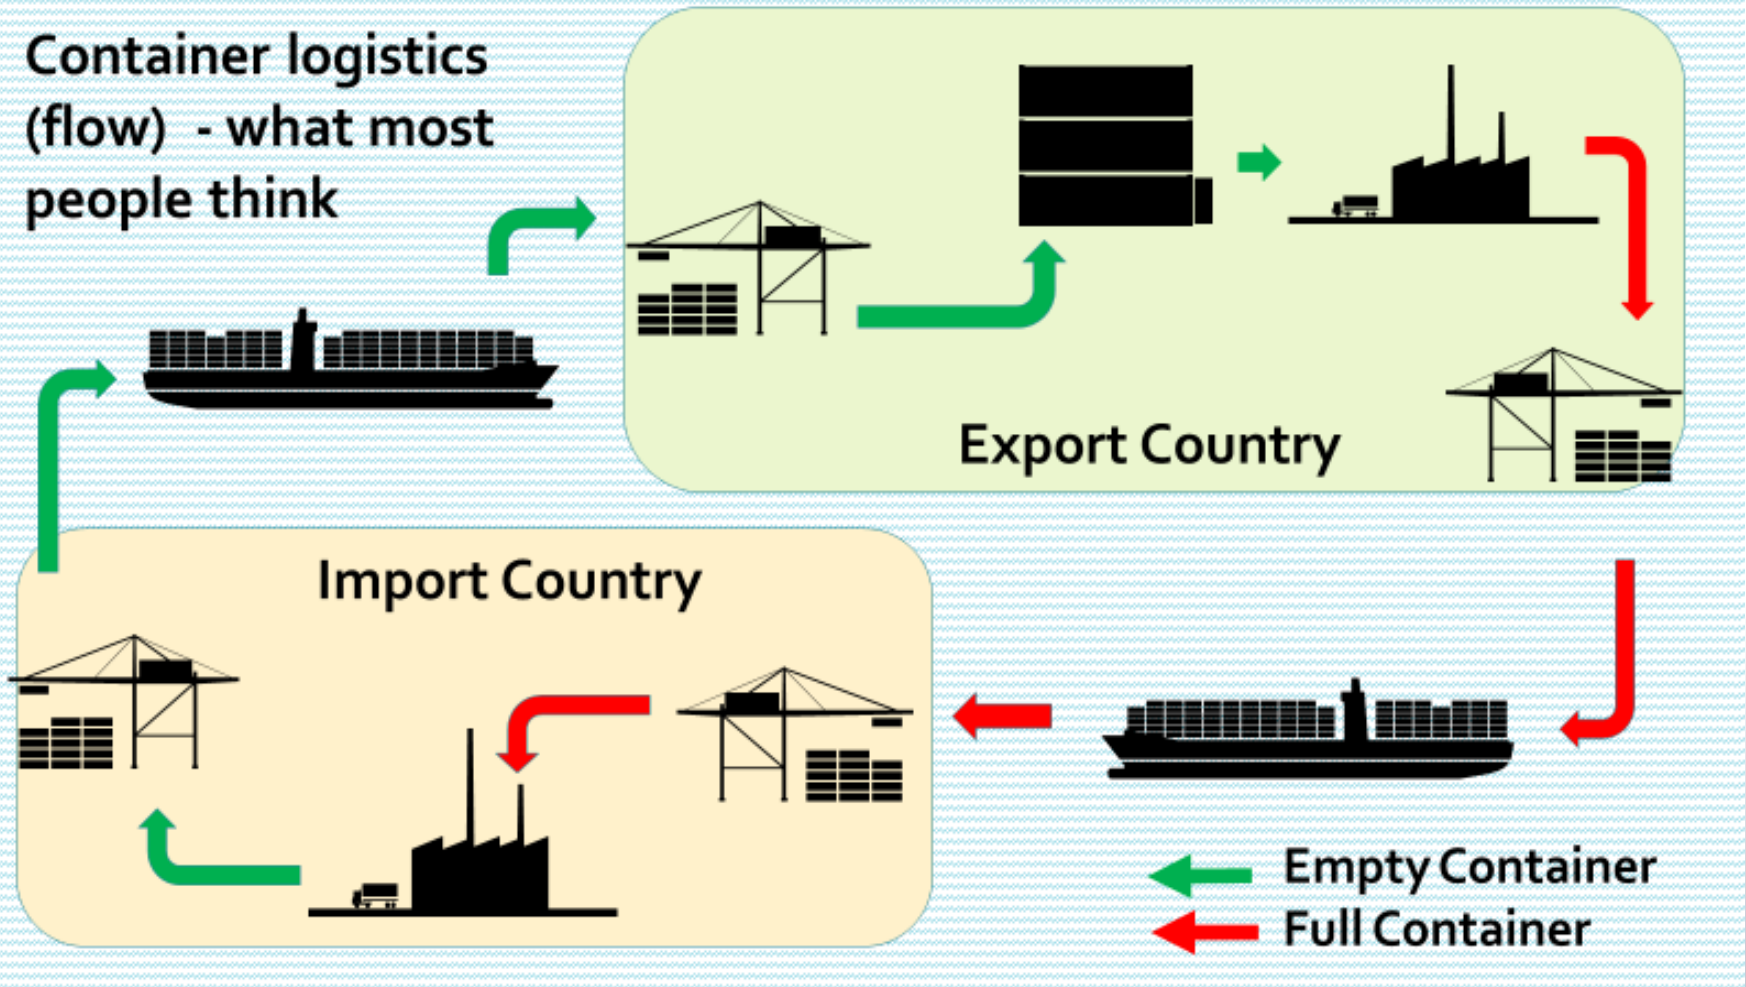 Container logistics
(flow)  - what most
people think
Export Country
Import Country
Empty Container
Full Container